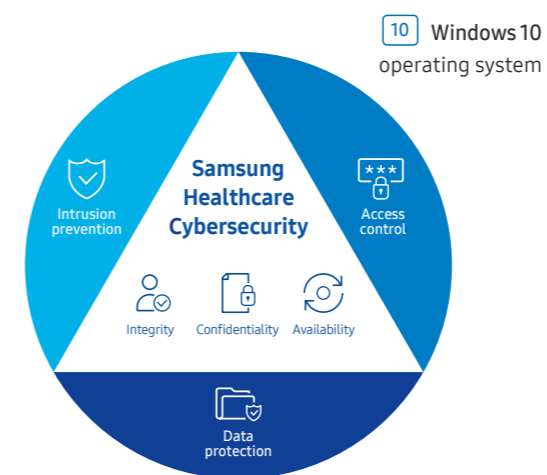 10 Windows 10
operating system
Samsung
Healthcare
Cybersecurity
Intrusion
prevention
***
Access
control
Integrity
Confidentiality
Availability
Data
protection